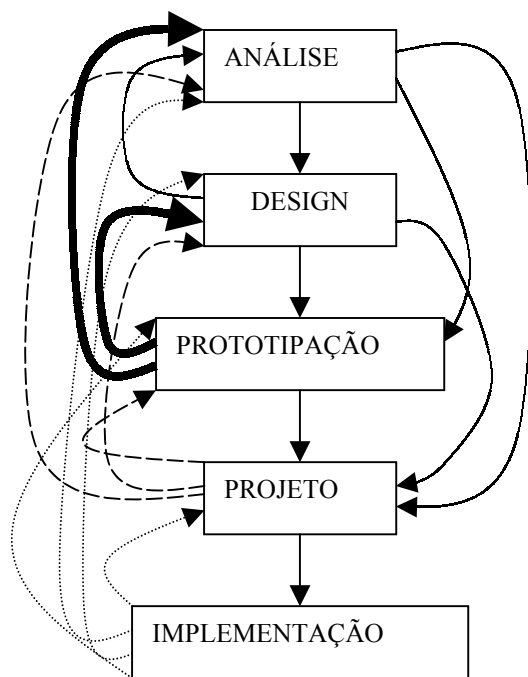 ANÁLISE
DESIGN
PROTOTIPAÇÃO
PROJETO
IMPLEMENTAÇÃO